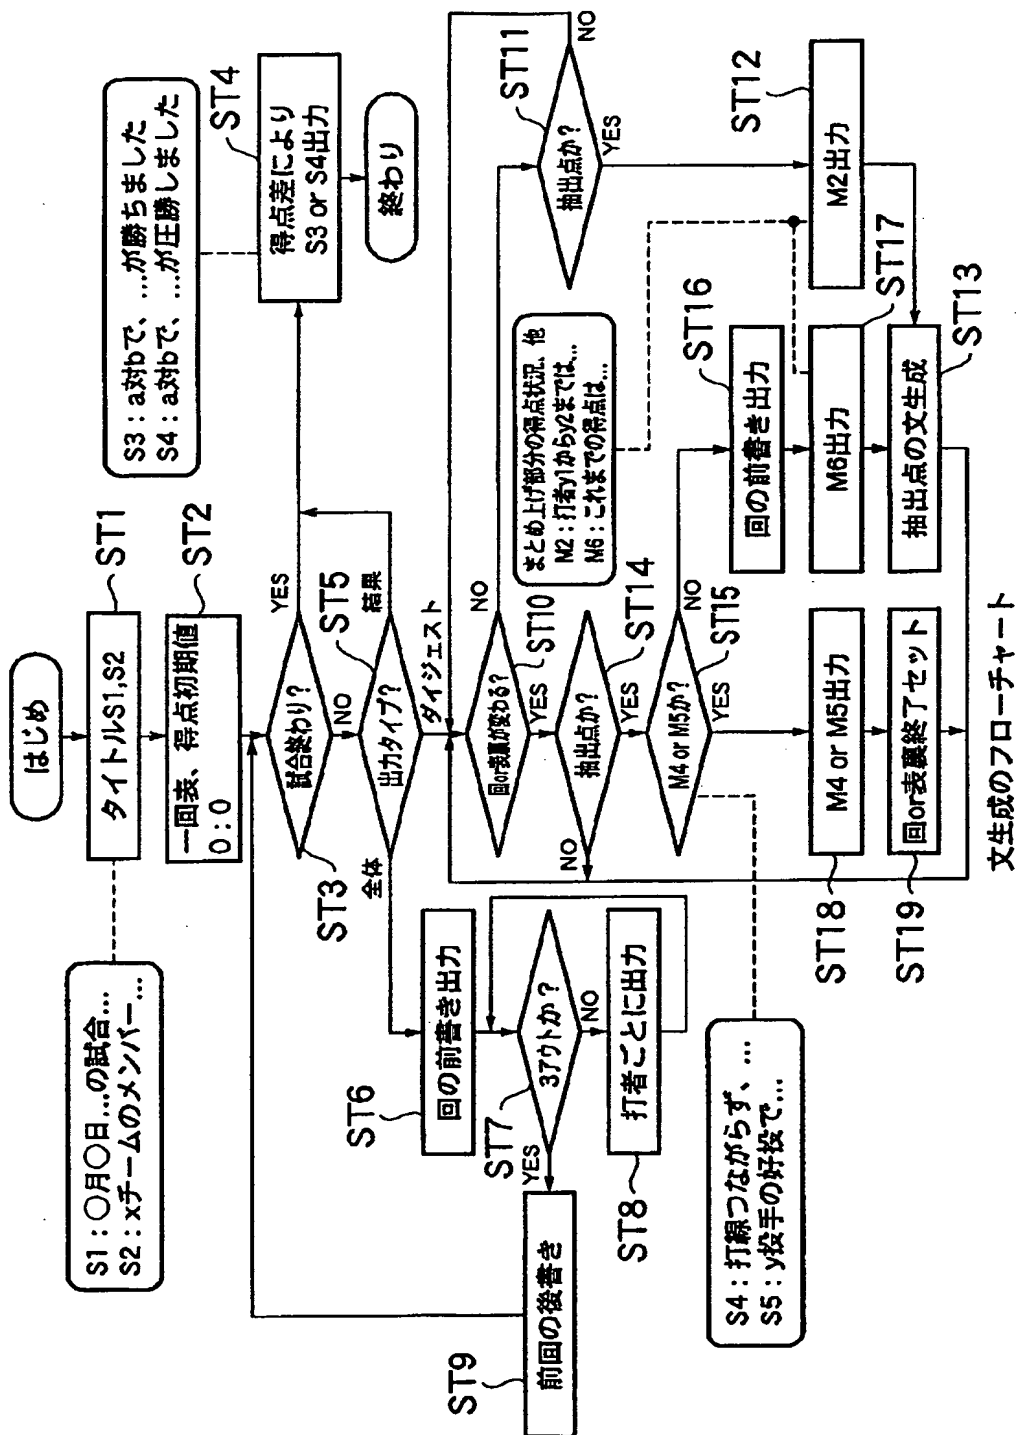 はじめ
S1：〇月〇日...の試合...
S2：xチームのメンバー...
タイトルS1,S2
ST1
一回表、得点初期値
0：0
ST2
試合終わり？
YES
NO
ST3
S3：a対bで、....が勝ちました
S4：a対bで、...が圧勝しました
得点差により
S3 or S4出力
ST4
終わり
出力タイプ？
ST5
全体
結果
ダイジェスト
回の前書き出力
ST6
3アウトか？
ST7
YES
NO
打者ごとに出力
ST8
前回の後書き
ST9
回or表裏が変わる？
ST10
NO
YES
抽出点か？
ST11
NO
YES
M2出力
ST12
まとめ上げ部分の得点状況、他
M2：打者y1からy2までは...
M6：これまでの得点は...
抽出点か？
ST14
NO
YES
M4 or M5か？
ST15
NO
YES
回の前書き出力
ST16
M6出力
ST17
抽出点の文生成
ST13
S4：打線つながらず、...
S5：y投手の好投で...
M4 or M5出力
ST18
回or表裏終了セット
ST19
文生成のフローチャート